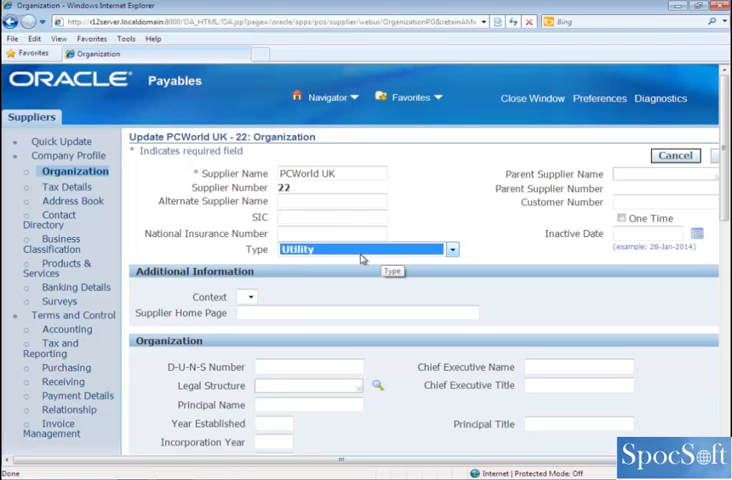 Organization - Windows Internet Explorer
http://r12server.localdomain:8000/OA_HTML/OA.jsp?page=/oracle/apps/pos/supplier/webui/OrganizationPG&retainAM=
Bing
File Edit View Favorites Tools Help
Favorites Organization
ORACLE Payables
Navigator Favorites Close Window Preferences Diagnostics
Suppliers
Quick Update
Company Profile
Organization
Tax Details
Address Book
Contact
Directory
Business
Classification
Products &
Services
Banking Details
Surveys
Terms and Control
Accounting
Tax and
Reporting
Purchasing
Receiving
Payment Details
Relationship
Invoice
Management
Update PCWorld UK - 22: Organization
* Indicates required field
Cancel
* Supplier Name PCWorld UK
Supplier Number 22
Alternate Supplier Name
SIC
National Insurance Number
Type Utility
Type
Parent Supplier Name
Parent Supplier Number
Customer Number
One Time
Inactive Date
(example: 28-Jan-2014)
Additional Information
Context
Supplier Home Page
Organization
D-U-N-S Number
Legal Structure
Principal Name
Year Established
Incorporation Year
Chief Executive Name
Chief Executive Title
Principal Title
Done
Internet | Protected Mode: Off
SpocSoft